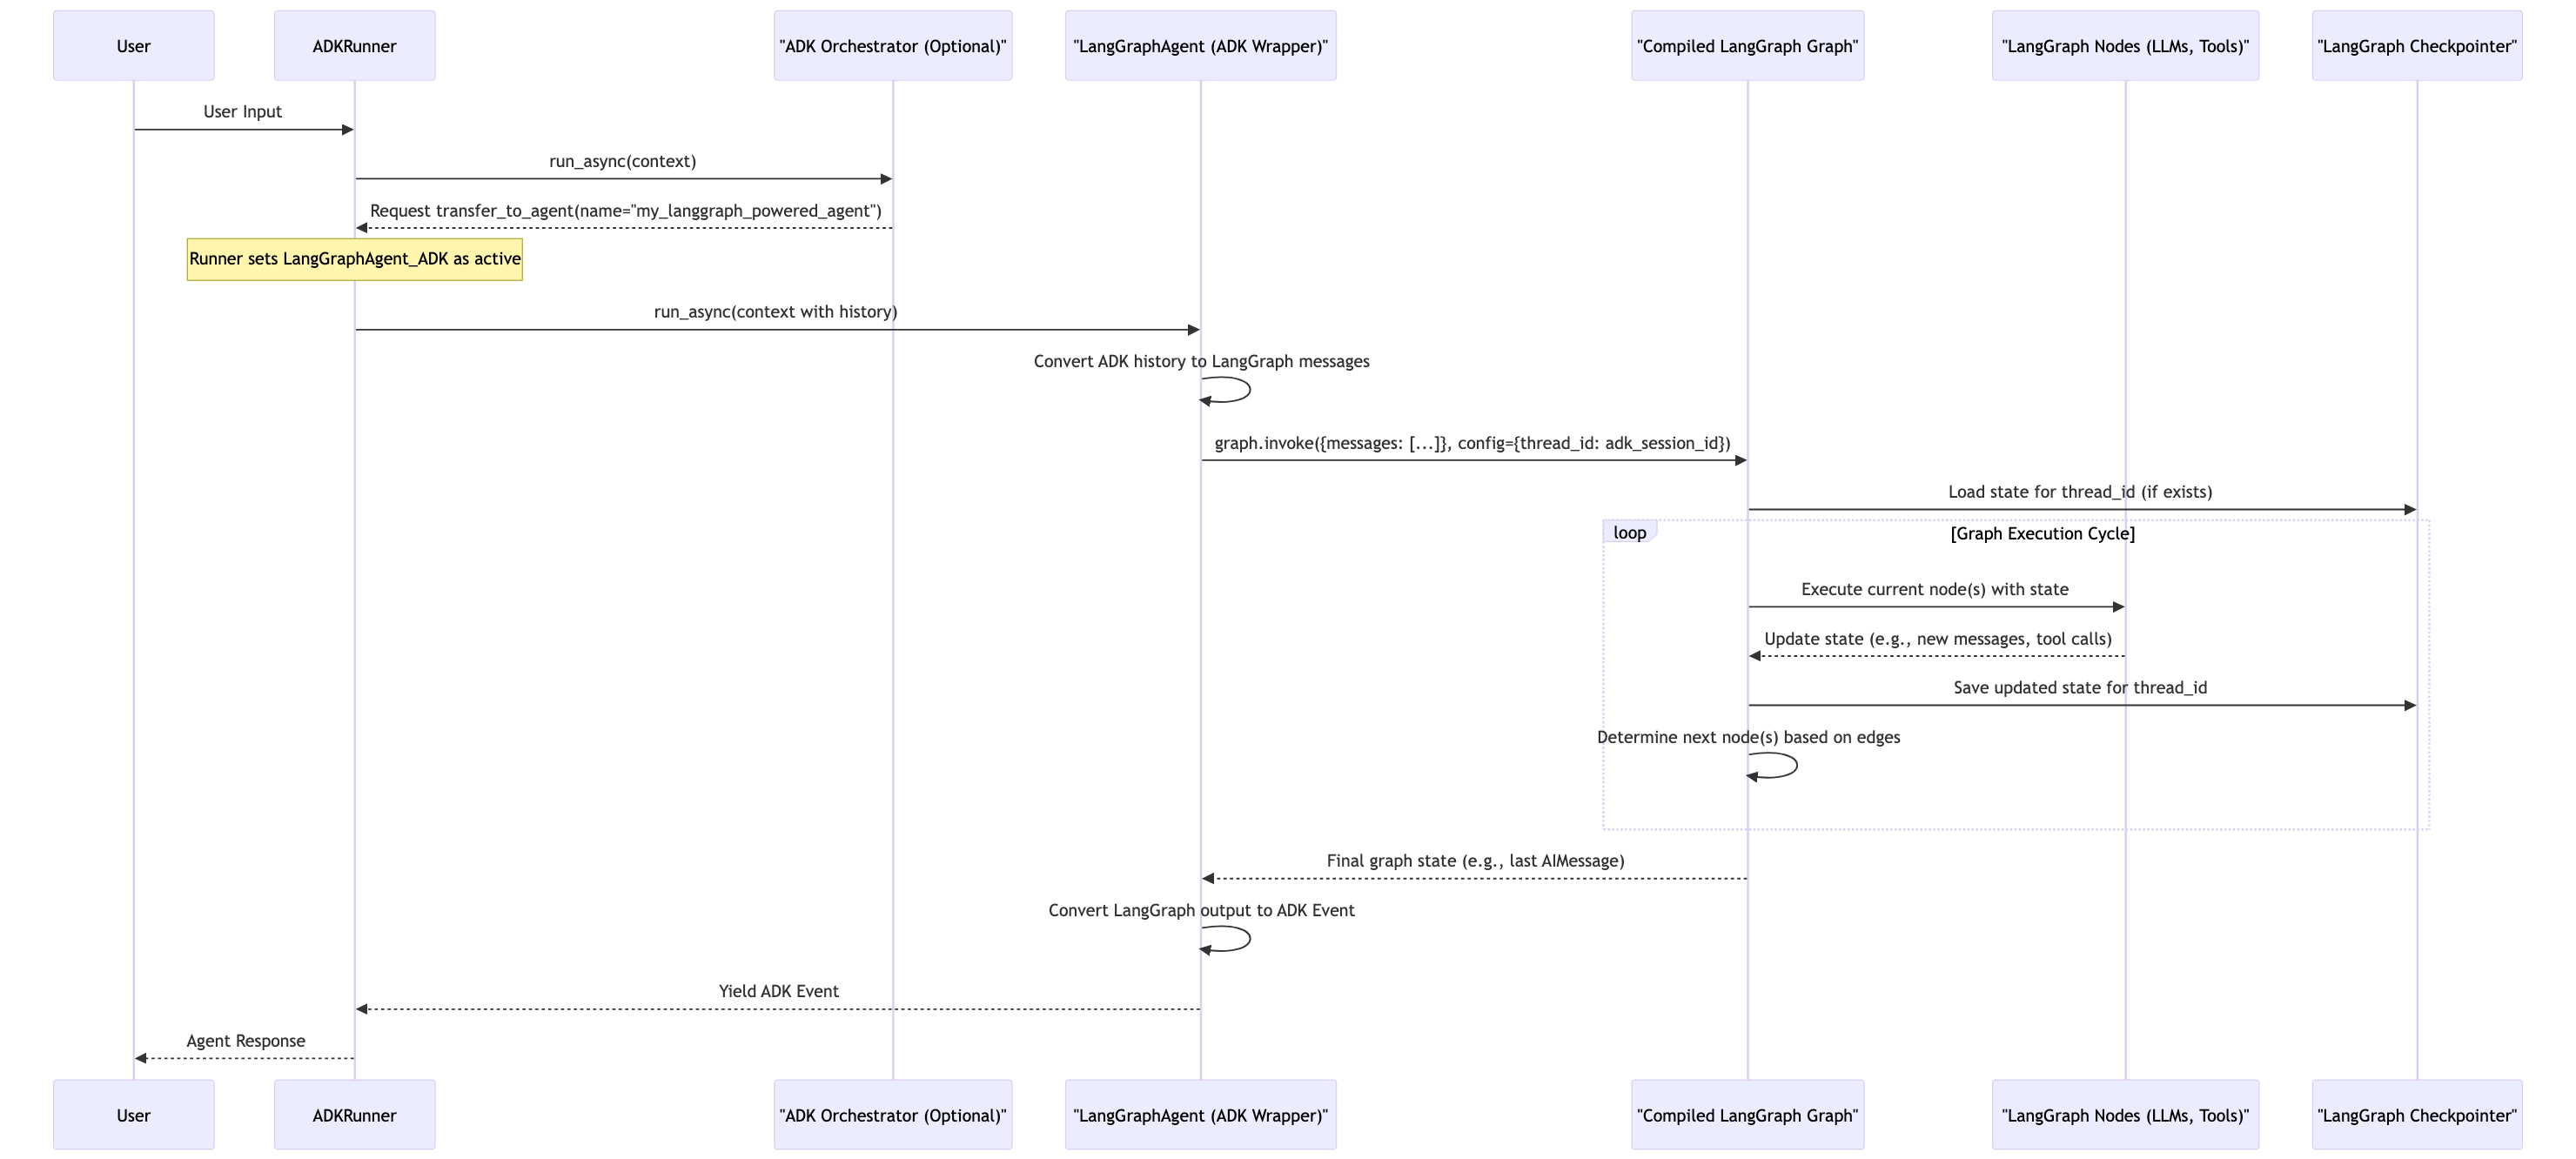 User
ADKRunner
"ADK Orchestrator (Optional)"
"LangGraphAgent (ADK Wrapper)"
"Compiled LangGraph Graph"
"LangGraph Nodes (LLMs, Tools)"
"LangGraph Checkpointer"
User Input
run_async(context)
Request transfer_to_agent(name="my_langgraph_powered_agent")
Runner sets LangGraphAgent_ADK as active
run_async(context with history)
Convert ADK history to LangGraph messages
graph.invoke({messages: [...]}, config={thread_id: adk_session_id})
Load state for thread_id (if exists)
loop
[Graph Execution Cycle]
Execute current node(s) with state
Update state (e.g., new messages, tool calls)
Save updated state for thread_id
Determine next node(s) based on edges
Final graph state (e.g., last AIMessage)
Convert LangGraph output to ADK Event
Yield ADK Event
Agent Response
User
ADKRunner
"ADK Orchestrator (Optional)"
"LangGraphAgent (ADK Wrapper)"
"Compiled LangGraph Graph"
"LangGraph Nodes (LLMs, Tools)"
"LangGraph Checkpointer"